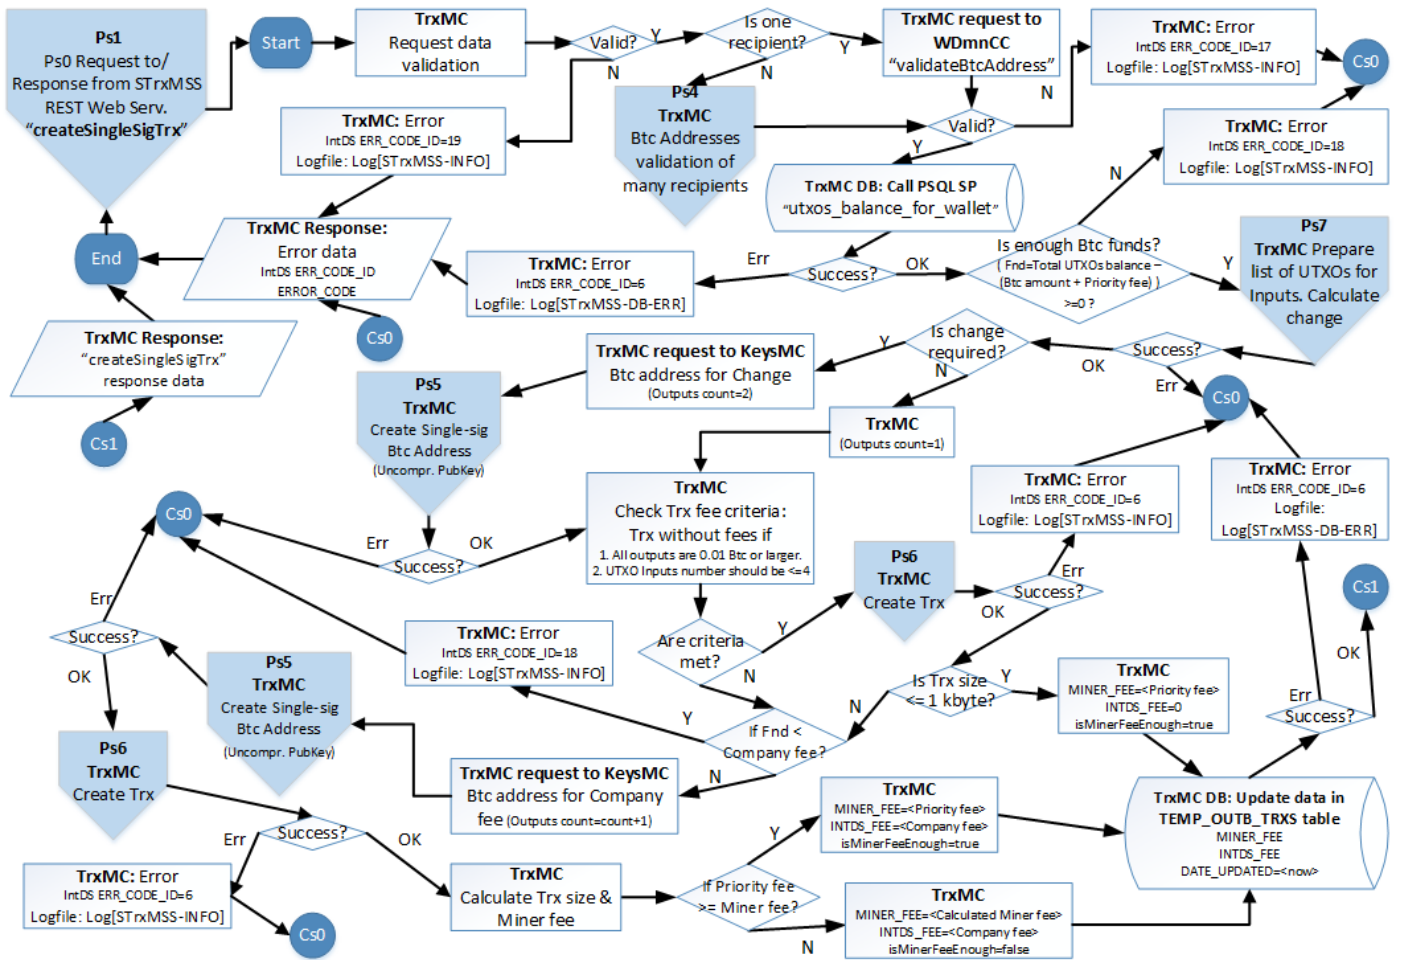 Ps1
Ps0 Request to/
Response from STrxMSS
REST Web Serv.
“createSingleSigTrx”
Start
TrxMC
Request data
validation
Valid?
Y
N
Is one
recipient?
Y
N
TrxMC request to
WDmnCC
“validateBtcAddress”
TrxMC: Error
IntDS ERR_CODE_ID=17
Logfile: Log[STrxMSS-INFO]
Cs0
N
TrxMC: Error
IntDS ERR_CODE_ID=19
Logfile: Log[STrxMSS-INFO]
Ps4
TrxMC
Btc Addresses
validation of
many recipients
Valid?
Y
TrxMC: Error
IntDS ERR_CODE_ID=18
Logfile: Log[STrxMSS-INFO]
N
TrxMC DB: Call PSQL SP
“utxos_balance_for_wallet”
TrxMC Response:
Error data
IntDS ERR_CODE_ID
ERROR_CODE
End
TrxMC: Error
IntDS ERR_CODE_ID=6
Logfile: Log[STrxMSS-DB-ERR]
Err
Success?
OK
Is enough Btc funds?
( Fnd=Total UTXOs balance –
(Btc amount + Priority fee) )
>=0 ?
Y
Ps7
TrxMC Prepare
list of UTXOs for
Inputs. Calculate
change
Cs0
TrxMC Response:
“createSingleSigTrx”
response data
Cs1
TrxMC request to KeysMC
Btc address for Change
(Outputs count=2)
Y
Is change
required?
N
OK
Success?
Err
Cs0
Ps5
TrxMC
Create Single-sig
Btc Address
(Uncompr. PubKey)
TrxMC
(Outputs count=1)
TrxMC
Check Trx fee criteria:
Trx without fees if
1. All outputs are 0.01 Btc or larger.
2. UTXO Inputs number should be <=4
TrxMC: Error
IntDS ERR_CODE_ID=6
Logfile: Log[STrxMSS-INFO]
TrxMC: Error
IntDS ERR_CODE_ID=6
Logfile:
Log[STrxMSS-DB-ERR]
Cs0
Err
Success?
OK
Ps6
TrxMC
Create Trx
Err
Success?
OK
Cs1
Err
Success?
OK
TrxMC: Error
IntDS ERR_CODE_ID=18
Logfile: Log[STrxMSS-INFO]
Are criteria
met?
Y
N
Ps5
TrxMC
Create Single-sig
Btc Address
(Uncompr. PubKey)
Is Trx size
<= 1 kbyte?
Y
N
TrxMC
MINER_FEE=<Priority fee>
INTDS_FEE=0
isMinerFeeEnough=true
OK
Err
Success?
Y
If Fnd <
Company fee?
N
Ps6
TrxMC
Create Trx
TrxMC request to KeysMC
Btc address for Company
fee (Outputs count=count+1)
TrxMC
MINER_FEE=<Priority fee>
INTDS_FEE=<Company fee>
isMinerFeeEnough=true
TrxMC DB: Update data in
TEMP_OUTB_TRXS table
MINER_FEE
INTDS_FEE
DATE_UPDATED=<now>
Err
Success?
OK
Y
TrxMC: Error
IntDS ERR_CODE_ID=6
Logfile: Log[STrxMSS-INFO]
Cs0
TrxMC
Calculate Trx size &
Miner fee
If Priority fee
>= Miner fee?
N
TrxMC
MINER_FEE=<Calculated Miner fee>
INTDS_FEE=<Company fee>
isMinerFeeEnough=false